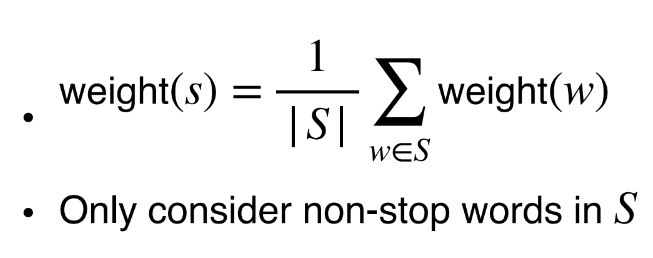 • weight(s) = 1/|S| ∑w∈S weight(w)
• Only consider non-stop words in S